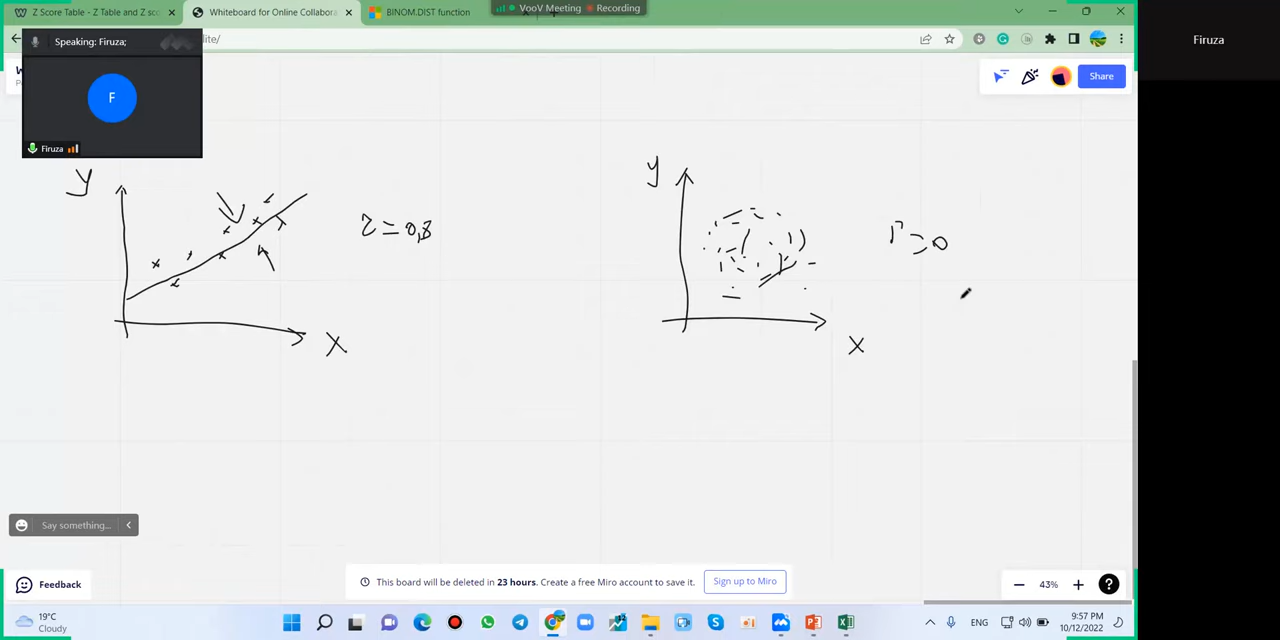 VooV Meeting Recording
Z Score Table - Z Table and Z sco
Whiteboard for Online Collabora
BINOM.DIST function
ite/
Speaking: Firuza;
F
Firuza
Firuza
Share
y
r = 0,8
x
y
r = 0
x
Say something...
Feedback
This board will be deleted in 23 hours. Create a free Miro account to save it.
Sign up to Miro
43%
19°C
Cloudy
ENG
9:57 PM
10/12/2022